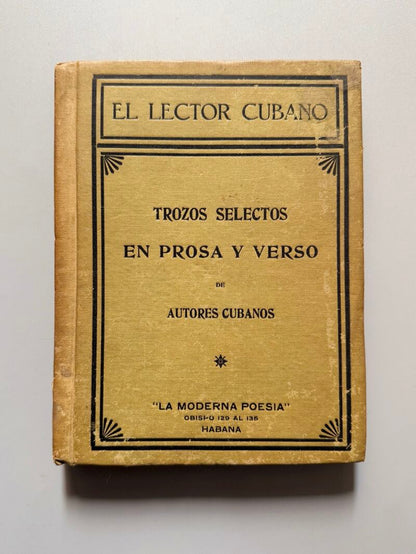 EL LECTOR CUBANO
TROZOS SELECTOS
EN PROSA Y VERSO
DE
AUTORES CUBANOS
"LA MODERNA POESIA"
OBISPO 129 AL 135
HABANA